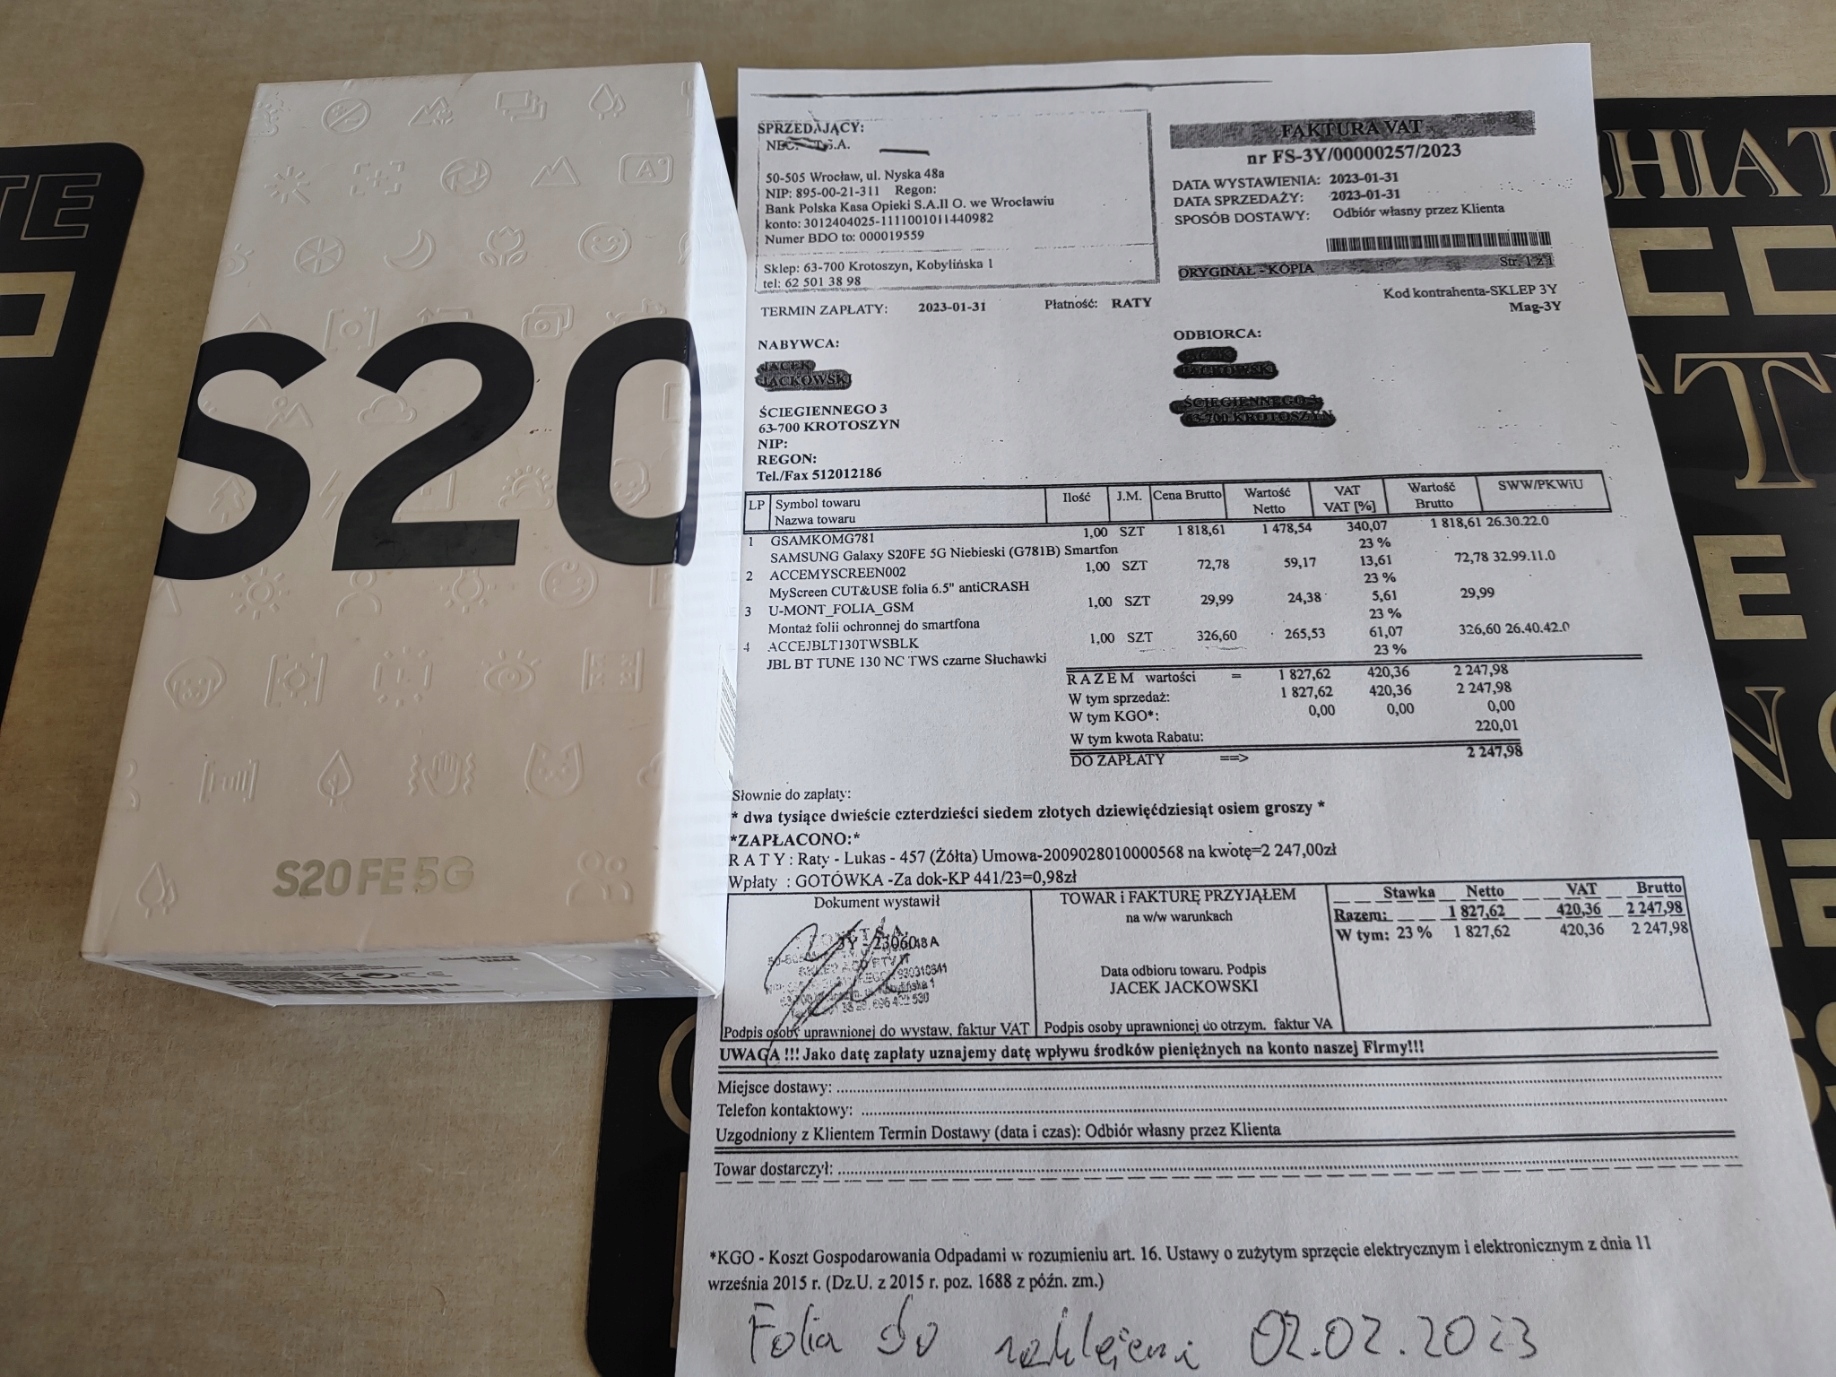 S20
S20 FE 5G
SPRZEDAJĄCY:
S.A.
50-505 Wrocław, ul. Nyska 48a
NIP: 895-00-21-311 Regon:
Bank Polska Kasa Opieki S.A.II O. we Wrocławiu
konto: 3012404025-1111001011440982
Numer BDO to: 000019559
Sklep: 63-700 Krotoszyn, Kobylińska 1
tel: 62 501 38 98
FAKTURA VAT
nr FS-3Y/00000257/2023
DATA WYSTAWIENIA: 2023-01-31
DATA SPRZEDAŻY: 2023-01-31
SPOSÓB DOSTAWY: Odbiór własny przez Klienta
ORYGINAŁ - KOPIA Str. 1 z 1
Kod kontrahenta-SKLEP 3Y
Mag-3Y
TERMIN ZAPŁATY: 2023-01-31 Płatność: RATY
NABYWCA:
JACEK
JACKOWSKI
ŚCIEGIENNEGO 3
63-700 KROTOSZYN
NIP:
REGON:
Tel./Fax 512012186
ODBIORCA:
JACKOWSKI
ŚCIEGIENNEGO 3
63-700 KROTOSZYN
LP Symbol towaru Nazwa towaru Ilość J.M. Cena Brutto Wartość Netto VAT VAT [%] Wartość Brutto SWW/PKWiU
1 GSAMKOMG781 1,00 SZT 1 818,61 1 478,54 340,07 1 818,61 26.30.22.0
SAMSUNG Galaxy S20FE 5G Niebieski (G781B) Smartfon 23 %
2 ACCEMYSCREEN002 1,00 SZT 72,78 59,17 13,61 72,78 32.99.11.0
MyScreen CUT&USE folia 6.5" antiCRASH 23 %
3 U-MONT_FOLIA_GSM 1,00 SZT 29,99 24,38 5,61 29,99
Montaż folii ochronnej do smartfona 23 %
4 ACCEJBLT130TWSBLK 1,00 SZT 326,60 265,53 61,07 326,60 26.40.42.0
JBL BT TUNE 130 NC TWS czarne Słuchawki 23 %
RAZEM wartości = 1 827,62 420,36 2 247,98
W tym sprzedaż: 1 827,62 420,36 2 247,98
W tym KGO*: 0,00 0,00 0,00
W tym kwota Rabatu: 220,01
DO ZAPŁATY ==> 2 247,98
Słownie do zapłaty:
* dwa tysiące dwieście czterdzieści siedem złotych dziewięćdziesiąt osiem groszy *
*ZAPŁACONO:*
R A T Y : Raty - Lukas - 457 (Żółta) Umowa-2009028010000568 na kwotę=2 247,00zł
Wpłaty : GOTÓWKA -Za dok-KP 441/23=0,98zł
Dokument wystawił
3Y - 230604BA
Podpis osoby uprawnionej do wystaw. faktur VAT
TOWAR i FAKTURĘ PRZYJĄŁEM
na w/w warunkach
Data odbioru towaru. Podpis
JACEK JACKOWSKI
Podpis osoby uprawnionej do otrzym. faktur VA
Stawka Netto VAT Brutto
Razem: 1 827,62 420,36 2 247,98
W tym: 23 % 1 827,62 420,36 2 247,98
UWAGA !!! Jako datę zapłaty uznajemy datę wpływu środków pieniężnych na konto naszej Firmy!!!
Miejsce dostawy:
Telefon kontaktowy:
Uzgodniony z Klientem Termin Dostawy (data i czas): Odbiór własny przez Klienta
Towar dostarczył:
*KGO - Koszt Gospodarowania Odpadami w rozumieniu art. 16. Ustawy o zużytym sprzęcie elektrycznym i elektronicznym z dnia 11
września 2015 r. (Dz.U. z 2015 r. poz. 1688 z późn. zm.)
Folia do naklejeni 02.02.2023